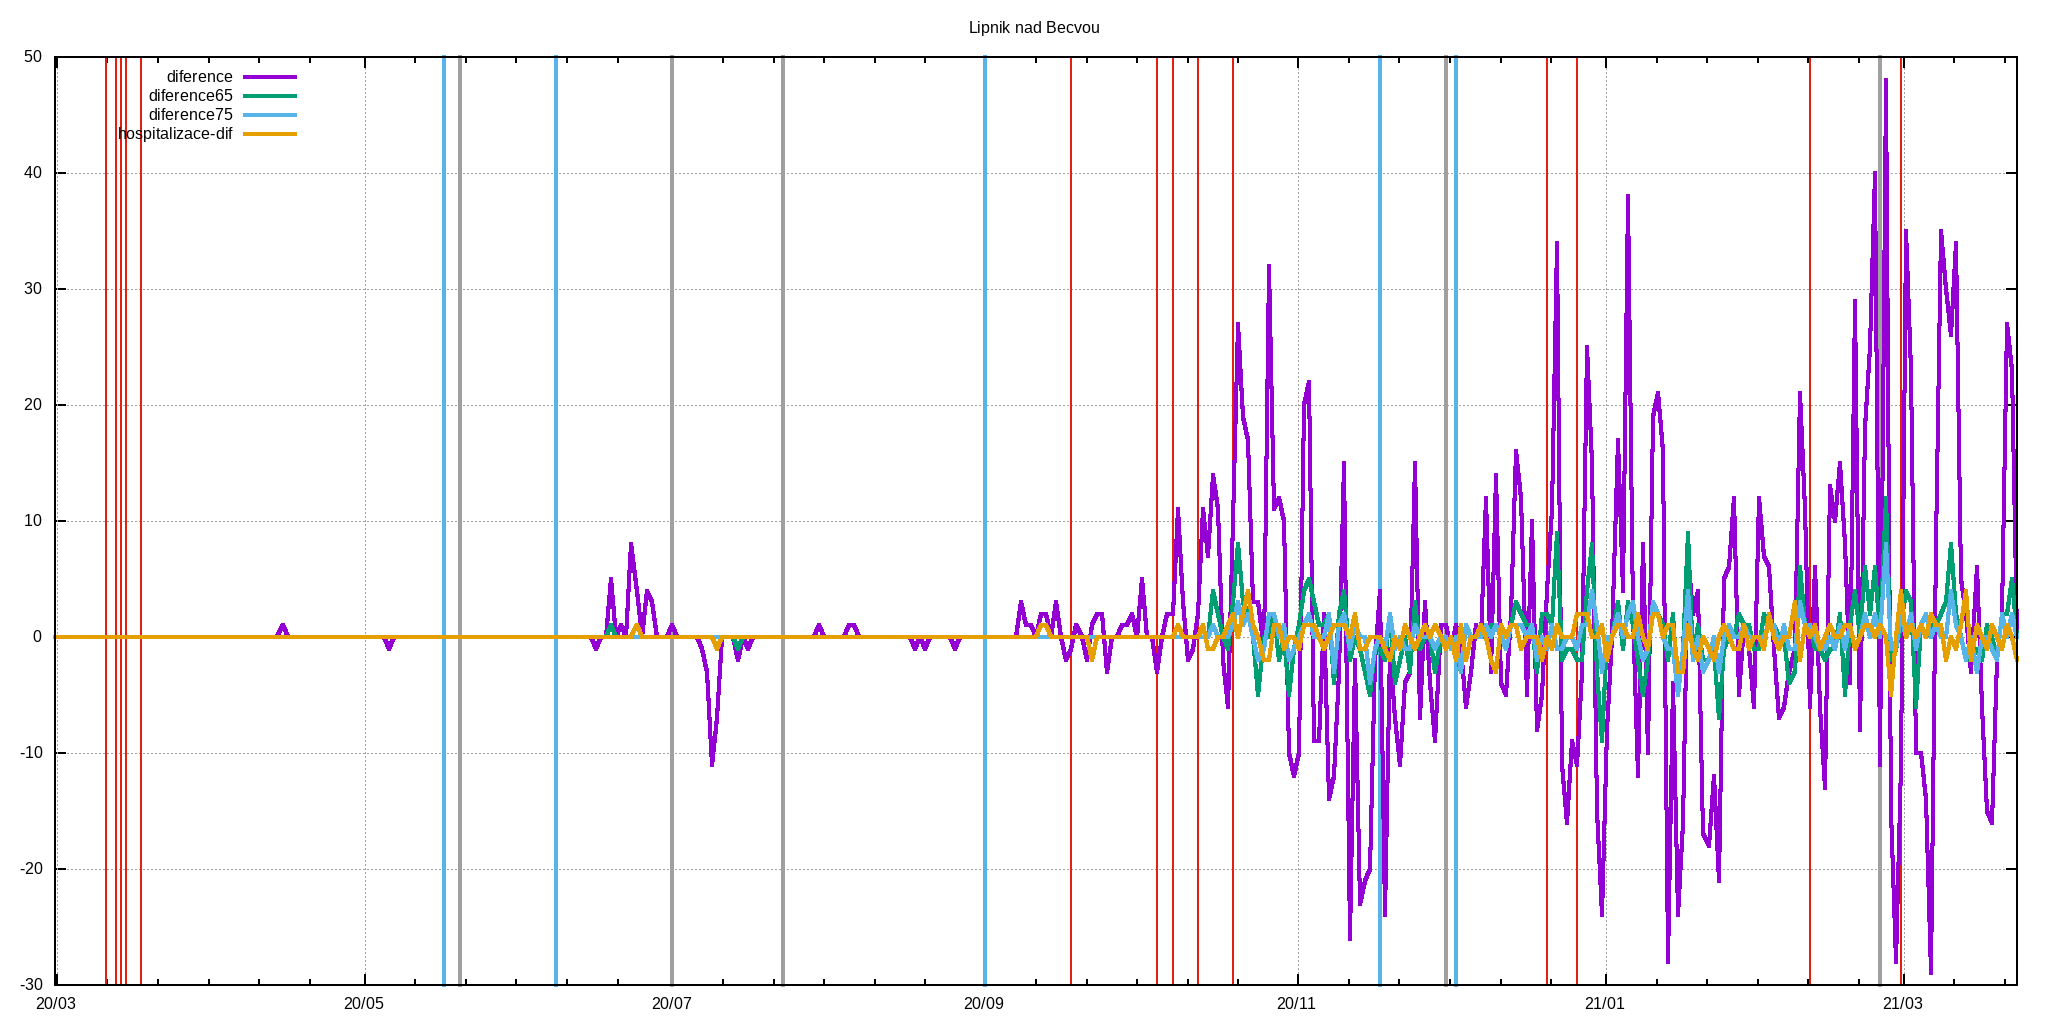 Lipnik nad Becvou
diference
diference65
diference75
hospitalizace-dif
50
40
30
20
10
0
-10
-20
-30
20/03 20/05 20/07 20/09 20/11 21/01 21/03